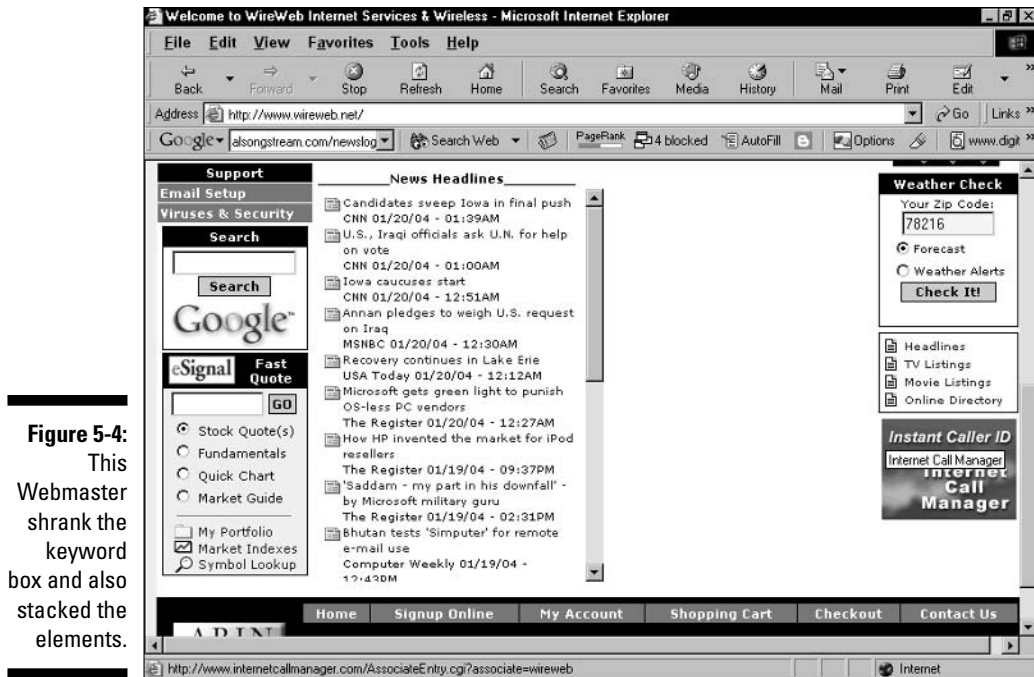 Welcome to WireWeb Internet Services & Wireless - Microsoft Internet Explorer
File Edit View Favorites Tools Help
Back Forward Stop Refresh Home Search Favorites Media History Mail Print Edit
Address http://www.wireweb.net/ Go Links
Google alsongstream.com/newslog Search Web PageRank 4 blocked AutoFill Options www.digit
Support
Email Setup
Viruses & Security
Search
Search
Google™
eSignal Fast Quote
GO
Stock Quote(s)
Fundamentals
Quick Chart
Market Guide
My Portfolio
Market Indexes
Symbol Lookup
News Headlines
Candidates sweep Iowa in final push
CNN 01/20/04 - 01:39AM
U.S., Iraqi officials ask U.N. for help
on vote
CNN 01/20/04 - 01:00AM
Iowa caucuses start
CNN 01/20/04 - 12:51AM
Annan pledges to weigh U.S. request
on Iraq
MSNBC 01/20/04 - 12:30AM
Recovery continues in Lake Erie
USA Today 01/20/04 - 12:12AM
Microsoft gets green light to punish
OS-less PC vendors
The Register 01/20/04 - 12:27AM
How HP invented the market for iPod
resellers
The Register 01/19/04 - 09:37PM
'Saddam - my part in his downfall' -
by Microsoft military guru
The Register 01/19/04 - 02:31PM
Bhutan tests 'Simputer' for remote
e-mail use
Computer Weekly 01/19/04 -
12:43PM
Weather Check
Your Zip Code:
78216
Forecast
Weather Alerts
Check It!
Headlines
TV Listings
Movie Listings
Online Directory
Instant Caller ID
Internet Call Manager
Internet
Call
Manager
Home Signup Online My Account Shopping Cart Checkout Contact Us
ARIN
http://www.internetcallmanager.com/AssociateEntry.cgi?associate=wireweb Internet
Figure 5-4:
This
Webmaster
shrank the
keyword
box and also
stacked the
elements.